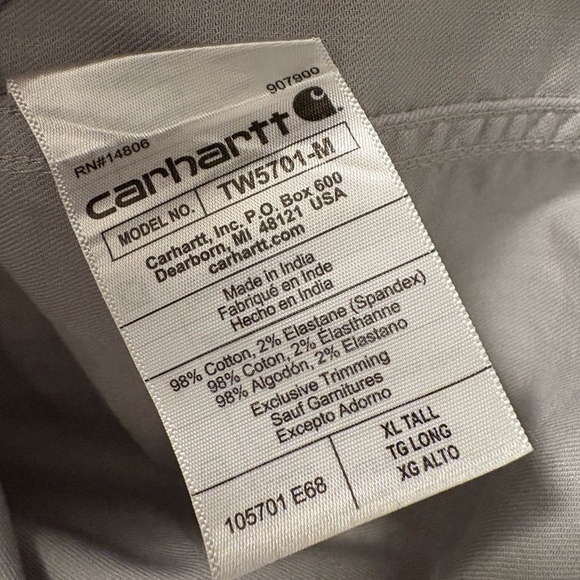 RN#14806 907900
carhartt
MODEL NO. TW5701-M
Carhartt, Inc. P.O. Box 600
Dearborn, MI 48121 USA
carhartt.com
Made in India
Fabriqué en Inde
Hecho en India
98% Cotton, 2% Elastane (Spandex)
98% Coton, 2% Élasthanne
98% Algodón, 2% Elastano
Exclusive Trimming
Sauf Garnitures
Excepto Adorno
105701 E68
XL TALL
TG LONG
XG ALTO